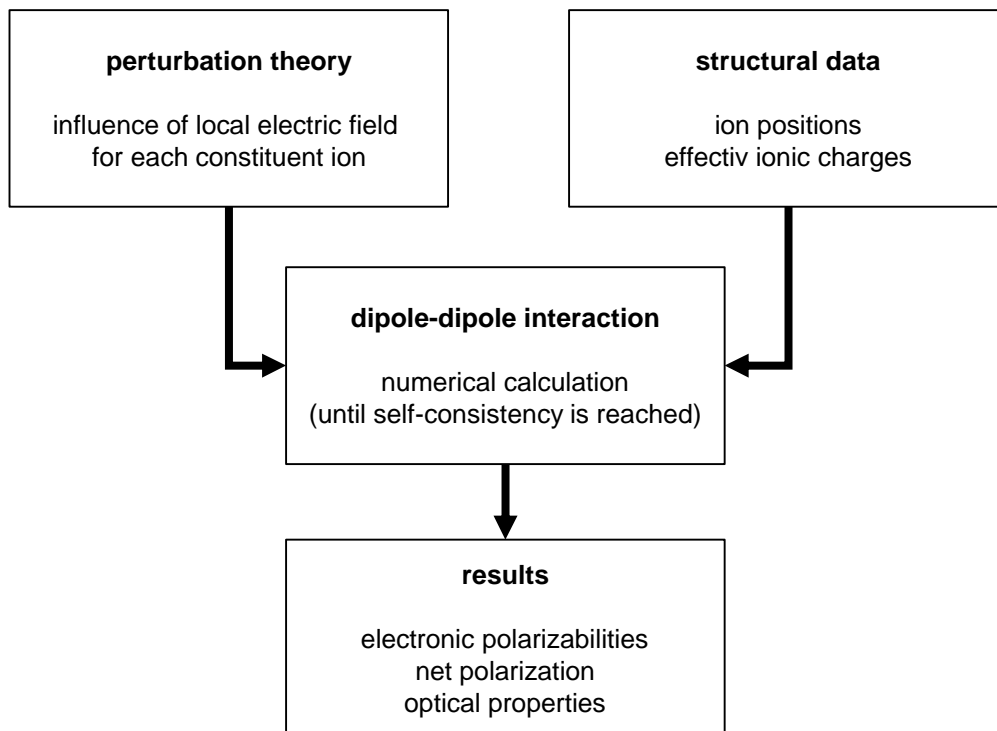 perturbation theory
influence of local electric field
for each constituent ion
structural data
ion positions
effectiv ionic charges
dipole-dipole interaction
numerical calculation
(until self-consistency is reached)
results
electronic polarizabilities
net polarization
optical properties